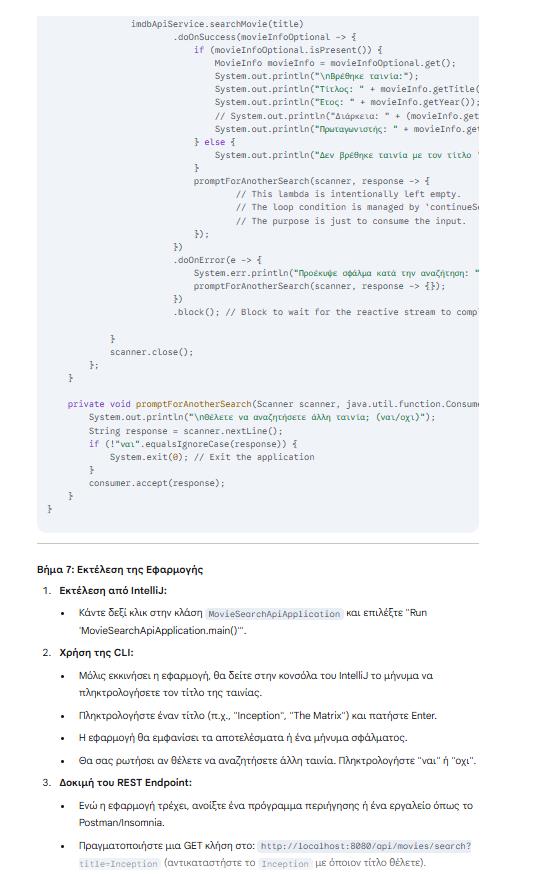 imdbApiService.searchMovie(title)
.doOnSuccess(movieInfoOptional -> {
if (movieInfoOptional.isPresent()) {
MovieInfo movieInfo = movieInfoOptional.get();
System.out.println("\nΒρέθηκε ταινία:");
System.out.println("Τίτλος: " + movieInfo.getTitle(
System.out.println("Έτος: " + movieInfo.getYear());
// System.out.println("Διάρκεια: " + (movieInfo.get
System.out.println("Πρωταγωνιστής: " + movieInfo.get
} else {
System.out.println("Δεν βρέθηκε ταινία με τον τίτλο '
}
promptForAnotherSearch(scanner, response -> {
// This lambda is intentionally left empty.
// The loop condition is managed by 'continueSe
// The purpose is just to consume the input.
});
})
.doOnError(e -> {
System.err.println("Προέκυψε σφάλμα κατά την αναζήτηση: "
promptForAnotherSearch(scanner, response -> {});
})
.block(); // Block to wait for the reactive stream to compl
}
scanner.close();
};
}
private void promptForAnotherSearch(Scanner scanner, java.util.function.Consume
System.out.println("\nΘέλετε να αναζητήσετε άλλη ταινία; (ναι/όχι)");
String response = scanner.nextLine();
if (!"ναι".equalsIgnoreCase(response)) {
System.exit(0); // Exit the application
}
consumer.accept(response);
}
}
Βήμα 7: Εκτέλεση της Εφαρμογής
1. Εκτέλεση από IntelliJ:
• Κάντε δεξί κλικ στην κλάση MovieSearchApiApplication και επιλέξτε "Run
'MovieSearchApiApplication.main()'".
2. Χρήση της CLI:
• Μόλις εκκινήσει η εφαρμογή, θα δείτε στην κονσόλα του IntelliJ το μήνυμα να
πληκτρολογήσετε τον τίτλο της ταινίας.
• Πληκτρολογήστε έναν τίτλο (π.χ., "Inception", "The Matrix") και πατήστε Enter.
• Η εφαρμογή θα εμφανίσει τα αποτελέσματα ή ένα μήνυμα σφάλματος.
• Θα σας ρωτήσει αν θέλετε να αναζητήσετε άλλη ταινία. Πληκτρολογήστε "ναι" ή "όχι".
3. Δοκιμή του REST Endpoint:
• Ενώ η εφαρμογή τρέχει, ανοίξτε ένα πρόγραμμα περιήγησης ή ένα εργαλείο όπως το
Postman/Insomnia.
• Πραγματοποιήστε μια GET κλήση στο: http://localhost:8080/api/movies/search?
title=Inception (αντικαταστήστε το Inception με όποιον τίτλο θέλετε).